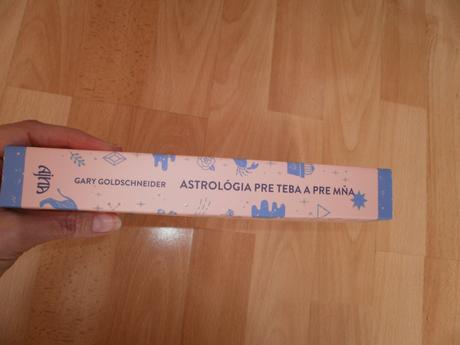 GARY GOLDSCHNEIDER
ASTROLÓGIA PRE TEBA A PRE MŇA